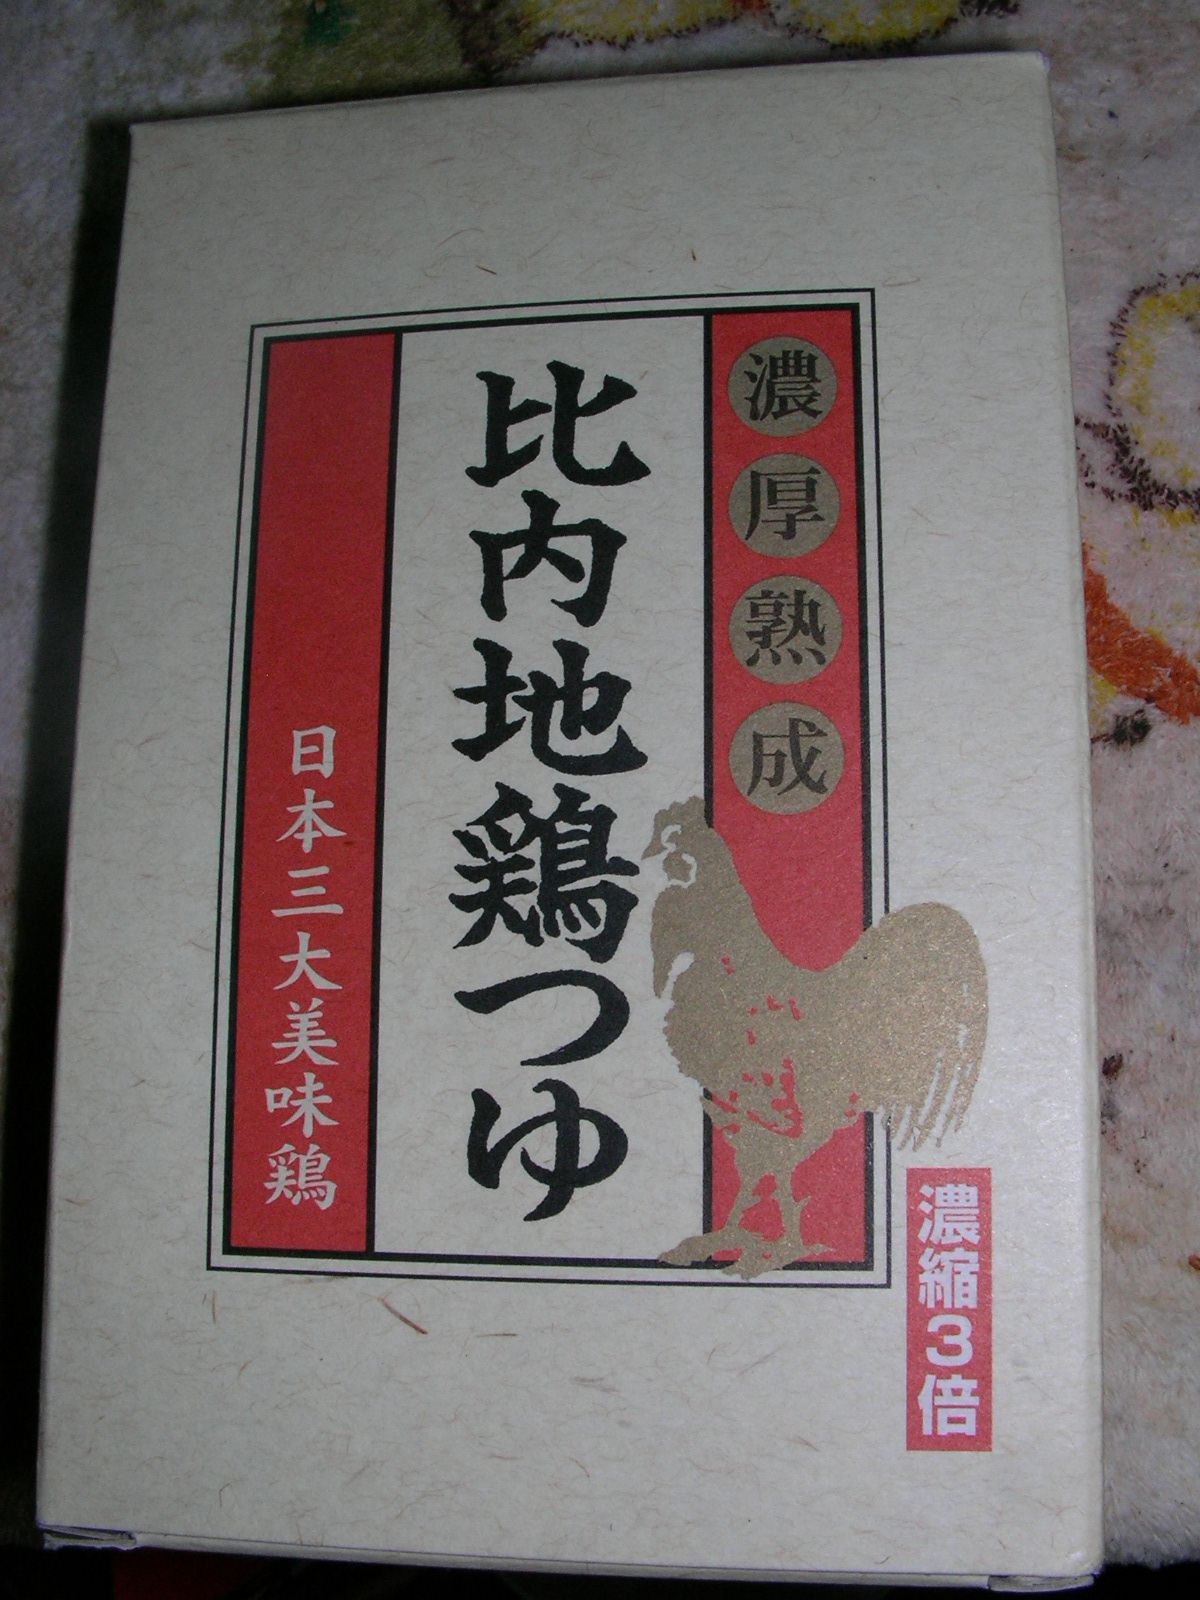 濃厚熟成
比内地鶏つゆ
日本三大美味鶏
濃縮3倍